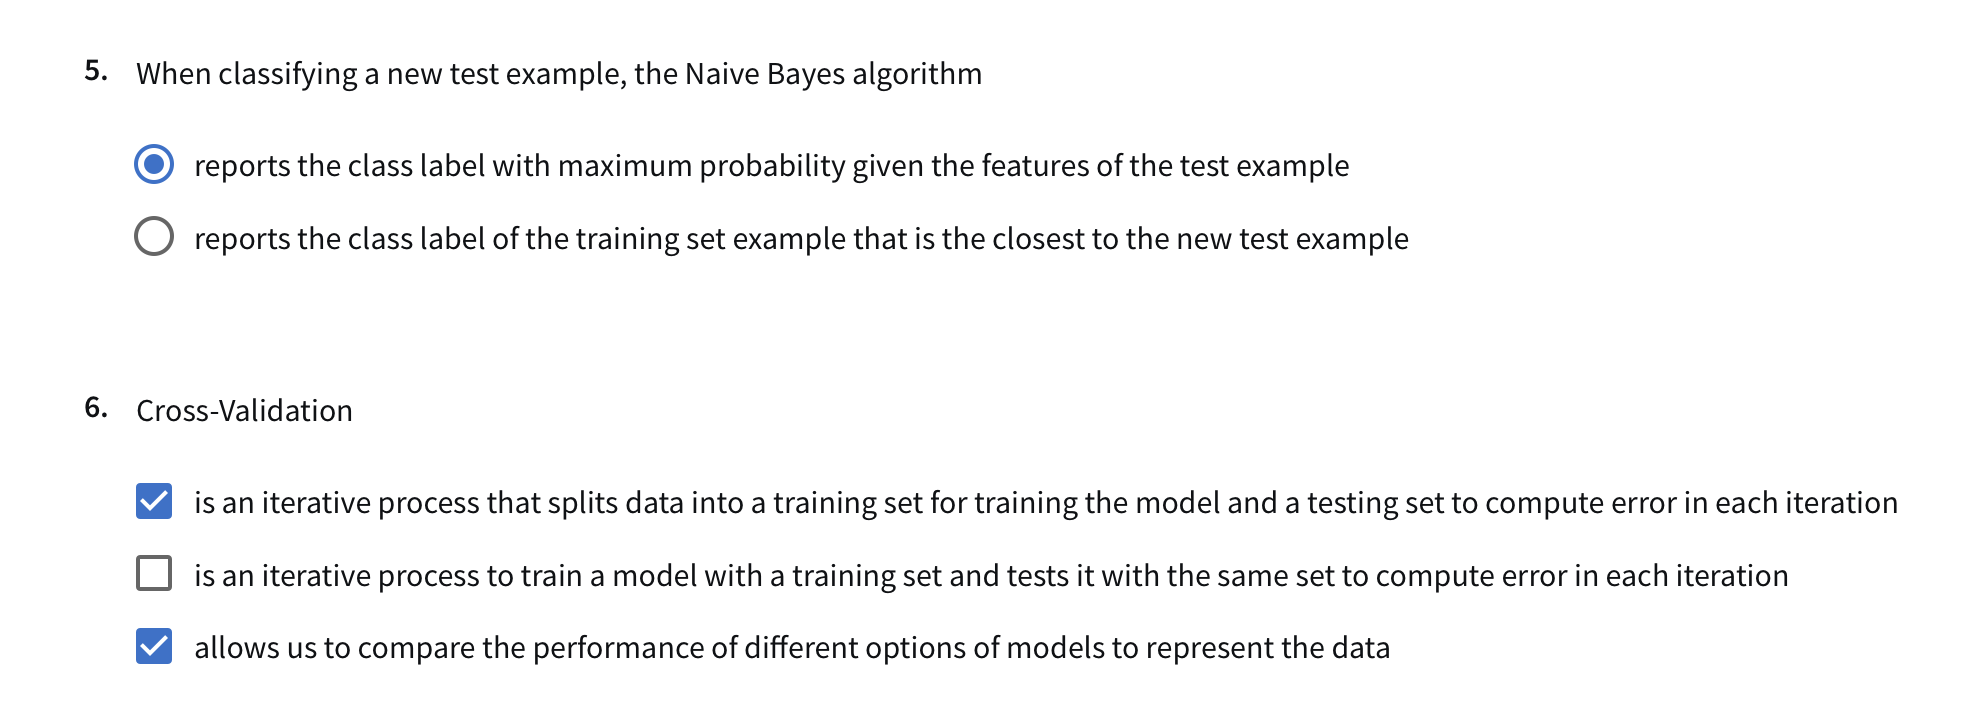 5. When classifying a new test example, the Naive Bayes algorithm
reports the class label with maximum probability given the features of the test example
reports the class label of the training set example that is the closest to the new test example
6. Cross-Validation
is an iterative process that splits data into a training set for training the model and a testing set to compute error in each iteration
is an iterative process to train a model with a training set and tests it with the same set to compute error in each iteration
allows us to compare the performance of different options of models to represent the data